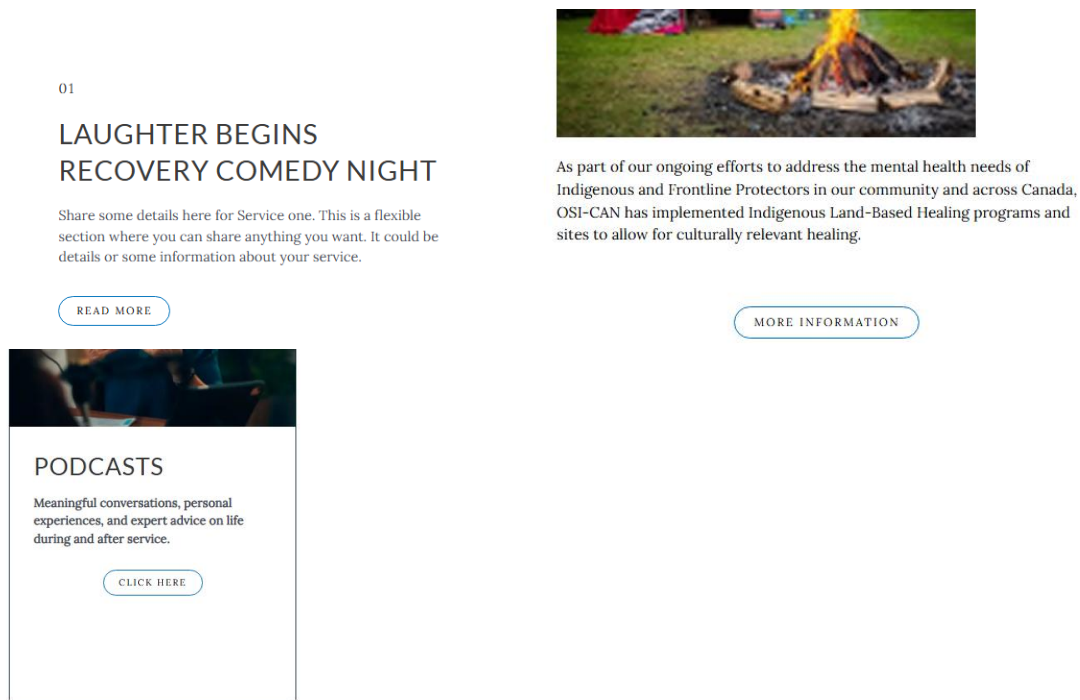 01
LAUGHTER BEGINS
RECOVERY COMEDY NIGHT
Share some details here for Service one. This is a flexible
section where you can share anything you want. It could be
details or some information about your service.
READ MORE
As part of our ongoing efforts to address the mental health needs of
Indigenous and Frontline Protectors in our community and across Canada,
OSI-CAN has implemented Indigenous Land-Based Healing programs and
sites to allow for culturally relevant healing.
MORE INFORMATION
PODCASTS
Meaningful conversations, personal
experiences, and expert advice on life
during and after service.
CLICK HERE